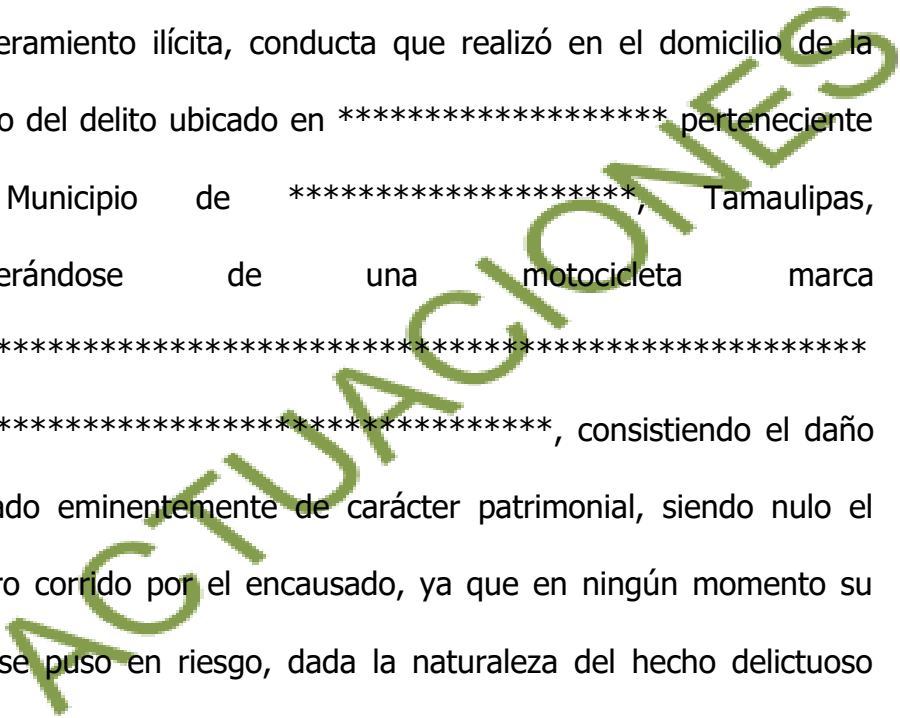 eramiento ilícita, conducta que realizó en el domicilio de la
o del delito ubicado en ******************* perteneciente
Municipio de ********************, Tamaulipas,
erándose de una motocicleta marca
**************************************************
********************************, consistiendo el daño
ado eminentemente de carácter patrimonial, siendo nulo el
ro corrido por el encausado, ya que en ningún momento su
se puso en riesgo, dada la naturaleza del hecho delictuoso
ACTUACIONES